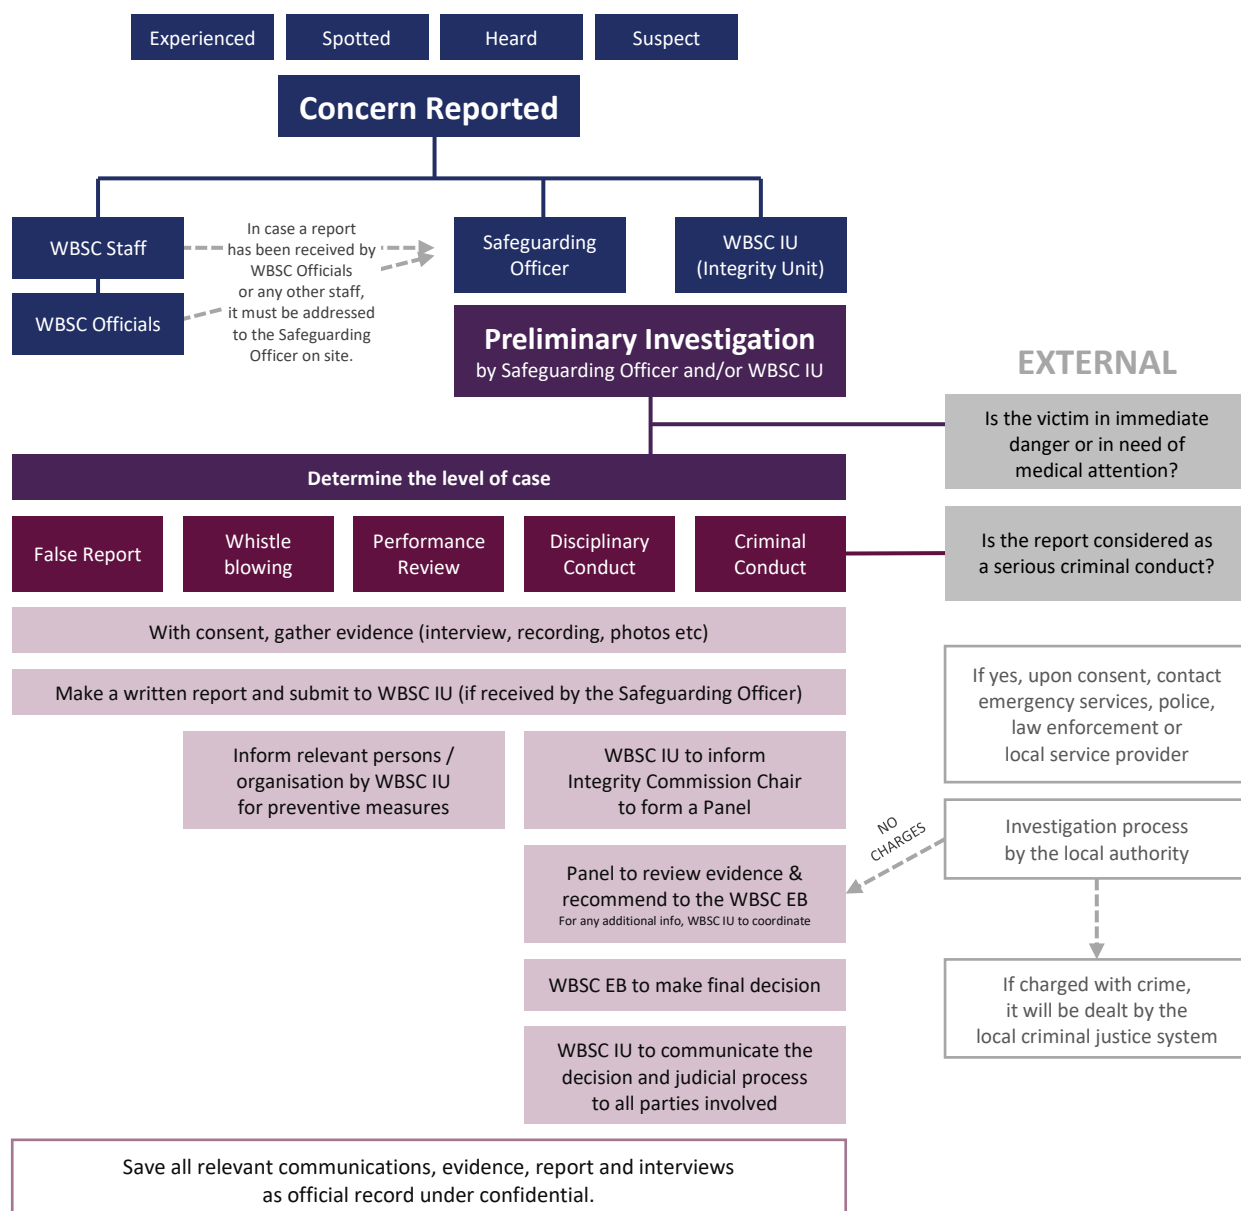 Experienced
Spotted
Heard
Suspect
Concern Reported
WBSC Staff
WBSC Officials
In case a report
has been received by
WBSC Officials
or any other staff,
it must be addressed
to the Safeguarding
Officer on site.
Safeguarding
Officer
WBSC IU
(Integrity Unit)
Preliminary Investigation
by Safeguarding Officer and/or WBSC IU
EXTERNAL
Is the victim in immediate
danger or in need of
medical attention?
Determine the level of case
False Report
Whistle
blowing
Performance
Review
Disciplinary
Conduct
Criminal
Conduct
Is the report considered as
a serious criminal conduct?
With consent, gather evidence (interview, recording, photos etc)
Make a written report and submit to WBSC IU (if received by the Safeguarding Officer)
If yes, upon consent, contact
emergency services, police,
law enforcement or
local service provider
Inform relevant persons /
organisation by WBSC IU
for preventive measures
WBSC IU to inform
Integrity Commission Chair
to form a Panel
NO
CHARGES
Investigation process
by the local authority
Panel to review evidence &
recommend to the WBSC EB
For any additional info, WBSC IU to coordinate
WBSC EB to make final decision
If charged with crime,
it will be dealt by the
local criminal justice system
WBSC IU to communicate the
decision and judicial process
to all parties involved
Save all relevant communications, evidence, report and interviews
as official record under confidential.